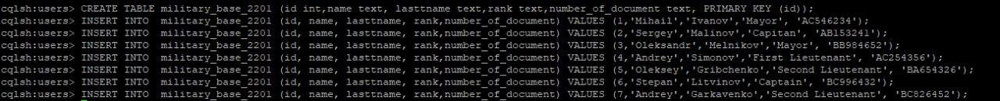 cqlsh:users> CREATE TABLE military_base_2201 (id int,name text, lasttname text,rank text,number_of_document text, PRIMARY KEY (id));
cqlsh:users> INSERT INTO  military_base_2201 (id, name, lasttname, rank,number_of_document) VALUES (1,'Mihail','Ivanov','Mayor', 'AC546234');
cqlsh:users> INSERT INTO  military_base_2201 (id, name, lasttname, rank,number_of_document) VALUES (2,'Sergey','Malinov','Capitan', 'AB153241');
cqlsh:users> INSERT INTO  military_base_2201 (id, name, lasttname, rank,number_of_document) VALUES (3,'Oleksandr','Melnikov','Mayor', 'BB984652');
cqlsh:users> INSERT INTO  military_base_2201 (id, name, lasttname, rank,number_of_document) VALUES (4,'Andrey','Simonov','First Lieutenant', 'AC254356');
cqlsh:users> INSERT INTO  military_base_2201 (id, name, lasttname, rank,number_of_document) VALUES (5,'Oleksey','Gribchenko','Second Lieutenant', 'BA654326');
cqlsh:users> INSERT INTO  military_base_2201 (id, name, lasttname, rank,number_of_document) VALUES (6,'Stepan','Litvinov','Captain', 'BC996432');
cqlsh:users> INSERT INTO  military_base_2201 (id, name, lasttname, rank,number_of_document) VALUES (7,'Andrey','Garkavenko','Second Lieutenant', 'BC826452');